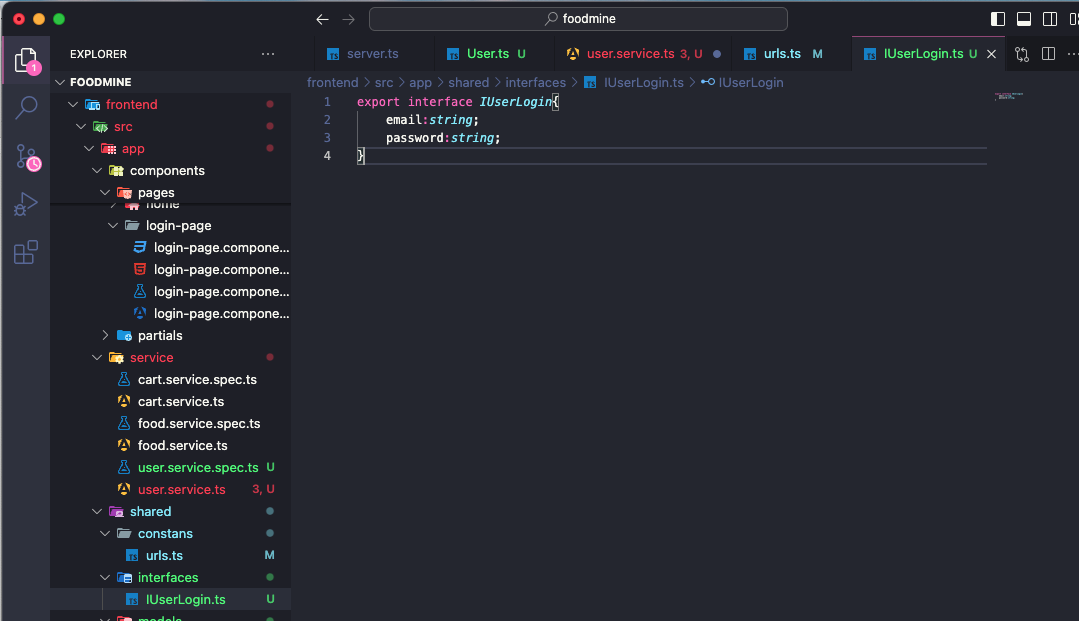 foodmine
EXPLORER
server.ts
User.ts U
user.service.ts 3, U
urls.ts M
IUserLogin.ts U
FOODMINE
frontend > src > app > shared > interfaces > IUserLogin.ts > IUserLogin
1 export interface IUserLogin{
2 email:string;
3 password:string;
4 }
1
frontend
src
app
components
pages
home
login-page
login-page.compone...
login-page.compone...
login-page.compone...
login-page.compone...
partials
service
cart.service.spec.ts
cart.service.ts
food.service.spec.ts
food.service.ts
user.service.spec.ts U
user.service.ts 3, U
shared
constans
urls.ts M
interfaces
IUserLogin.ts U
models